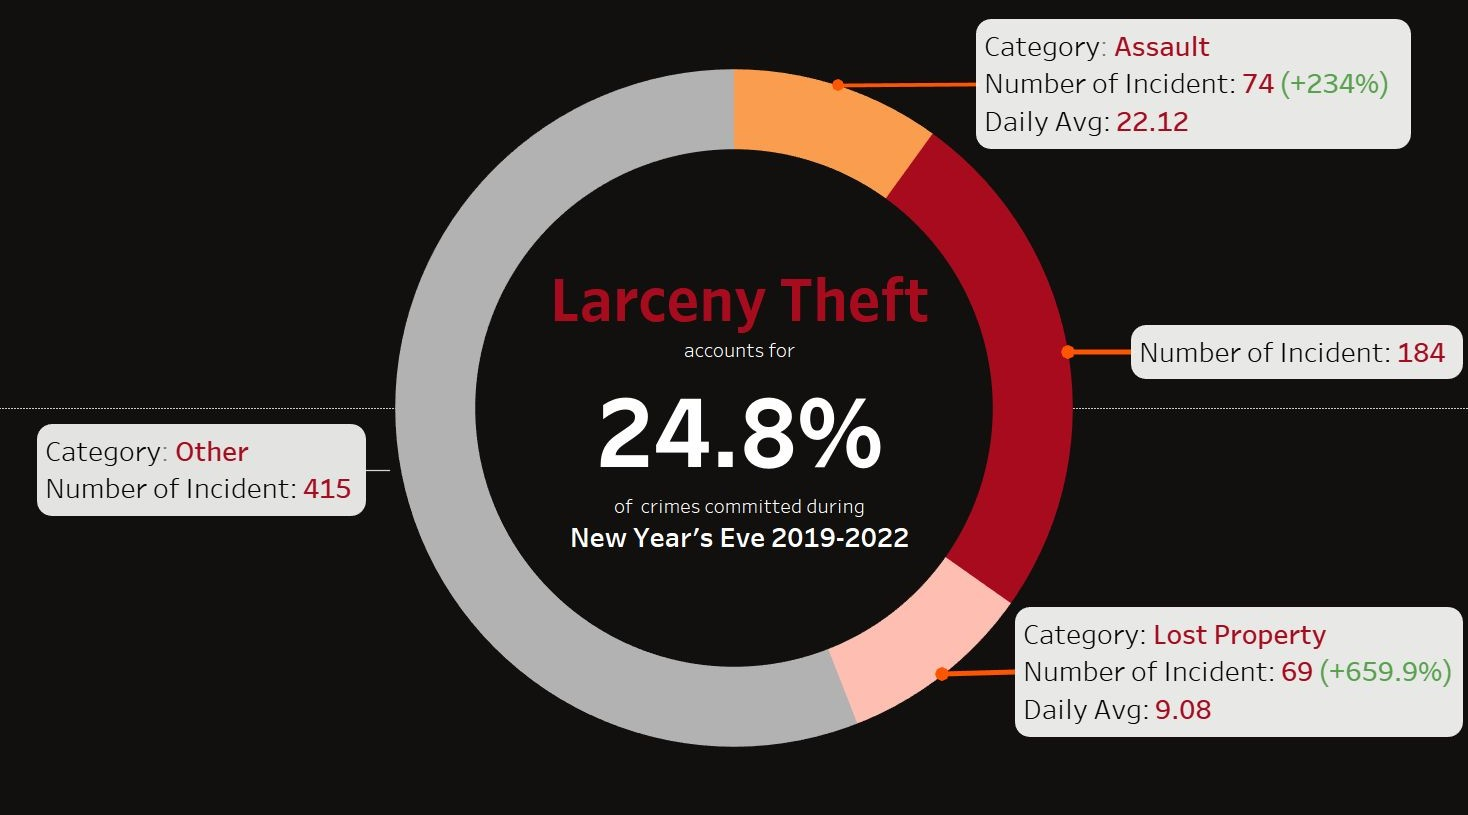 Category: Assault
Number of Incident: 74 (+234%)
Daily Avg: 22.12
Larceny Theft
accounts for
24.8%
of crimes committed during
New Year's Eve 2019-2022
Number of Incident: 184
Category: Other
Number of Incident: 415
Category: Lost Property
Number of Incident: 69 (+659.9%)
Daily Avg: 9.08